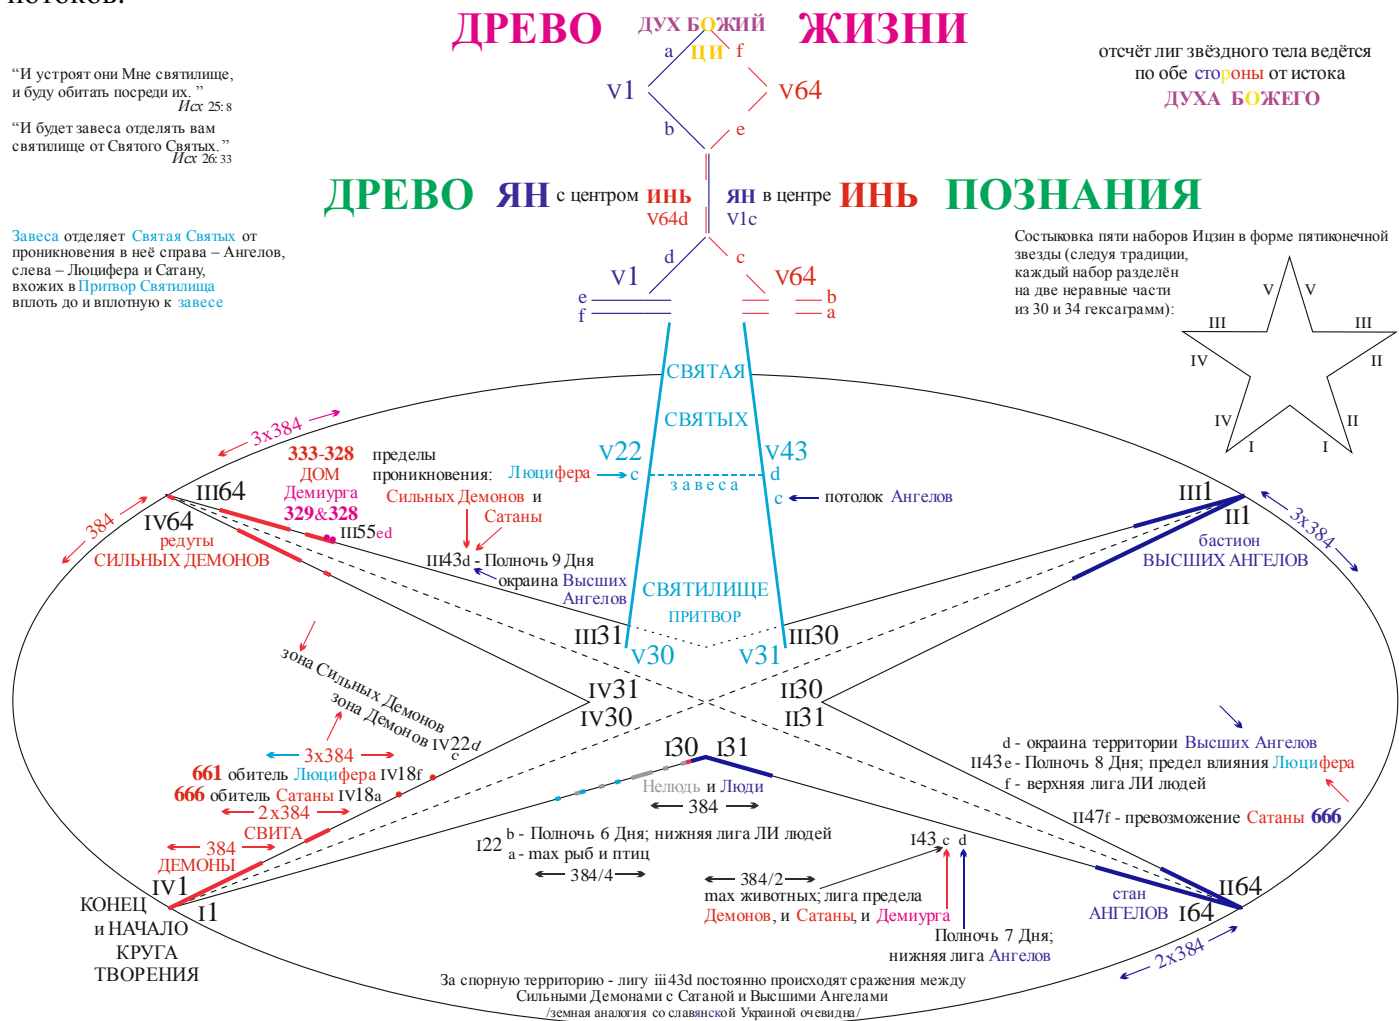 потоков.
ДРЕВО ДУХ БОЖИЙ ЖИЗНИ
ЦИ
a f
V1 V64
b e
“И устроят они Мне святилище,
и буду обитать посреди их. ”
Исх 25:8
“И будет завеса отделять вам
святилище от Святого Святых. ”
Исх 26:33
отсчёт лиг звёздного тела ведётся
по обе стороны от истока
ДУХА БОЖЕГО
ДРЕВО ЯН с центром ИНЬ ЯН в центре ИНЬ ПОЗНАНИЯ
V64d V1c
Завеса отделяет Святая Святых от
проникновения в неё справа – Ангелов,
слева – Люцифера и Сатану,
вхожих в Притвор Святилища
вплоть до и вплотную к завесе
d c
V1 V64
e b
f a
Состыковка пяти наборов Ицзин в форме пятиконечной
звезды (следуя традиции,
каждый набор разделён
на две неравные части
из 30 и 34 гексаграмм):
V V
III III
IV II
IV II
I I
СВЯТАЯ
СВЯТЫХ
V22 V43
c завеса d
c
потолок Ангелов
3х384
384
333-328
ДОМ
Демиурга
329&328
пределы
проникновения: Люцифера
Сильных Демонов и
Сатаны
III64
IV64
редуты
СИЛЬНЫХ ДЕМОНОВ
III55ed
III43d - Полночь 9 Дня
окраина Высших
Ангелов
СВЯТИЛИЩЕ
ПРИТВОР
III31 III30
V30 V31
III1
II1
бастион
ВЫСШИХ АНГЕЛОВ
3х384
зона Сильных Демонов
зона Демонов IV22d
c
IV31
IV30
II30
II31
3х384
661 обитель Люцифера IV18f
666 обитель Сатаны IV18a
2х384
СВИТА
384
ДЕМОНЫ
I30 I31
Нелюдь и Люди
384
d - окраина территории Высших Ангелов
II43 e - Полночь 8 Дня; предел влияния Люцифера
f - верхняя лига ЛИ людей
II47f - превозможение Сатаны 666
I22 b - Полночь 6 Дня; нижняя лига ЛИ людей
a - max рыб и птиц
384/4
384/2
max животных; лига предела
Демонов, и Сатаны, и Демиурга
I43 c d
Полночь 7 Дня;
нижняя лига Ангелов
стан
АНГЕЛОВ
II64
I64
2х384
IV1
I1
КОНЕЦ
и НАЧАЛО
КРУГА
ТВОРЕНИЯ
За спорную территорию - лигу iii43d постоянно происходят сражения между
Сильными Демонами с Сатаной и Высшими Ангелами
/земная аналогия со славянской Украиной очевидна/